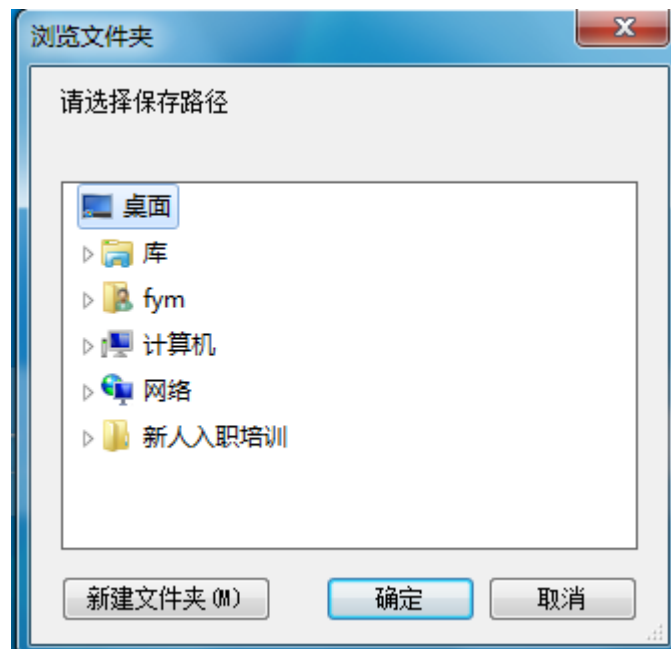 浏览文件夹
请选择保存路径
桌面
库
fym
计算机
网络
新人入职培训
新建文件夹(M) 确定 取消